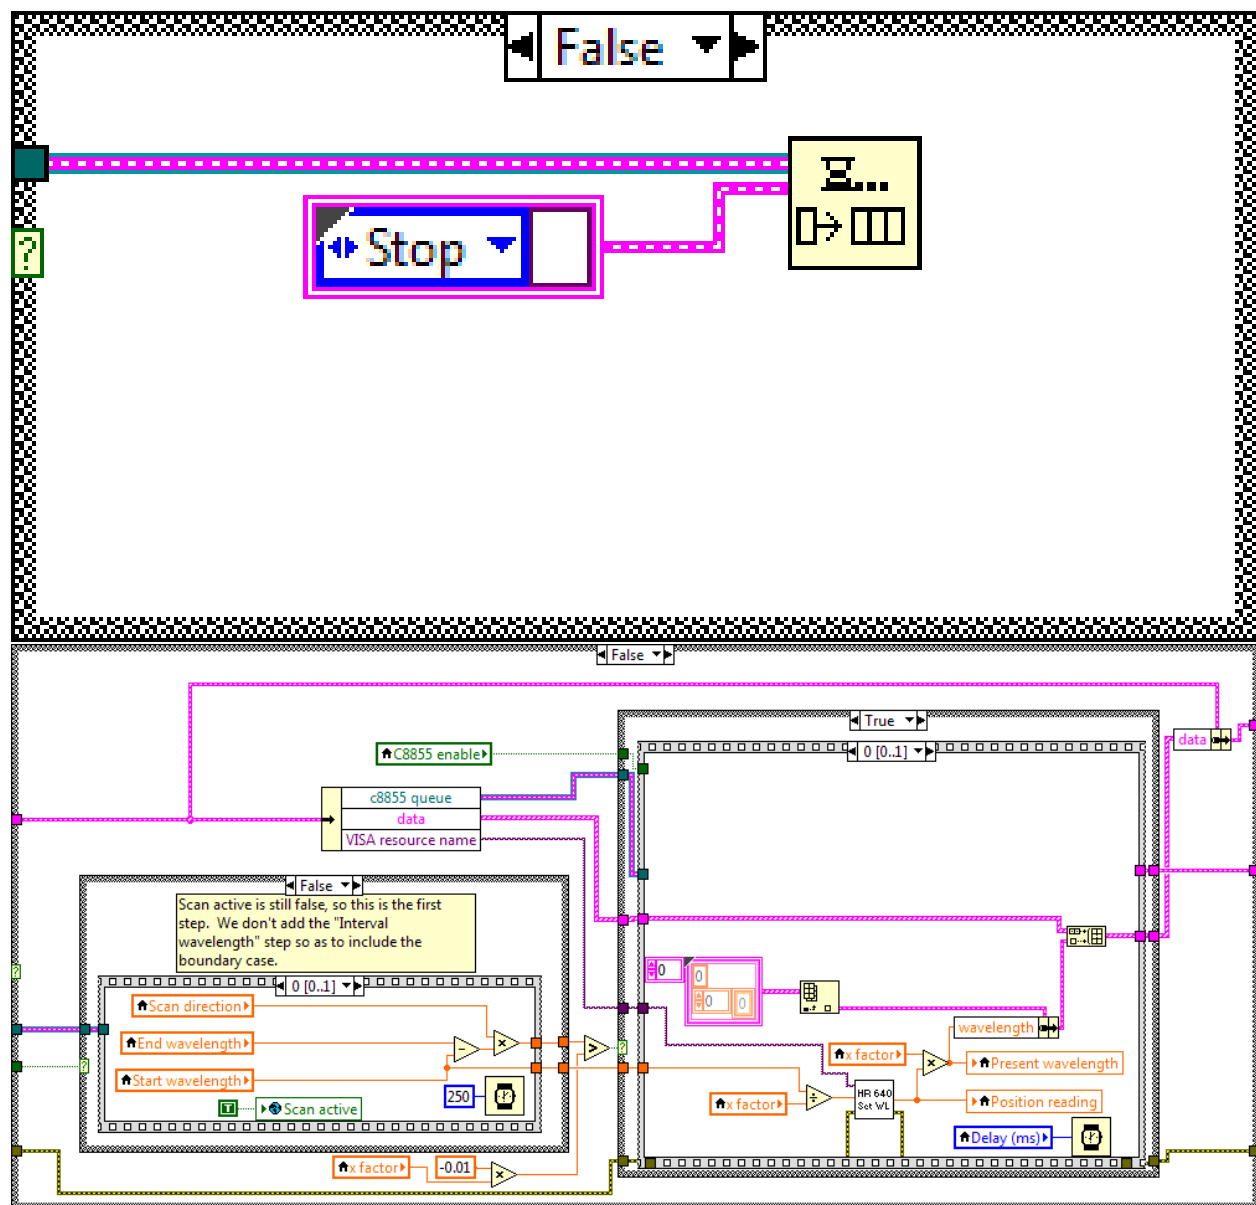 False
?
Stop
False
True
C8855 enable
0 [0..1]
data
c8855 queue
data
VISA resource name
False
Scan active is still false, so this is the first
step. We don't add the "Interval
wavelength" step so as to include the
boundary case.
?
0 [0..1]
0
0
0
0
Scan direction
wavelength
End wavelength
-
x
>
?
x factor
x
Present wavelength
?
Start wavelength
250
x factor
÷
HR 640
Set WL
Position reading
T
Scan active
Delay (ms)
x factor
-0.01
x